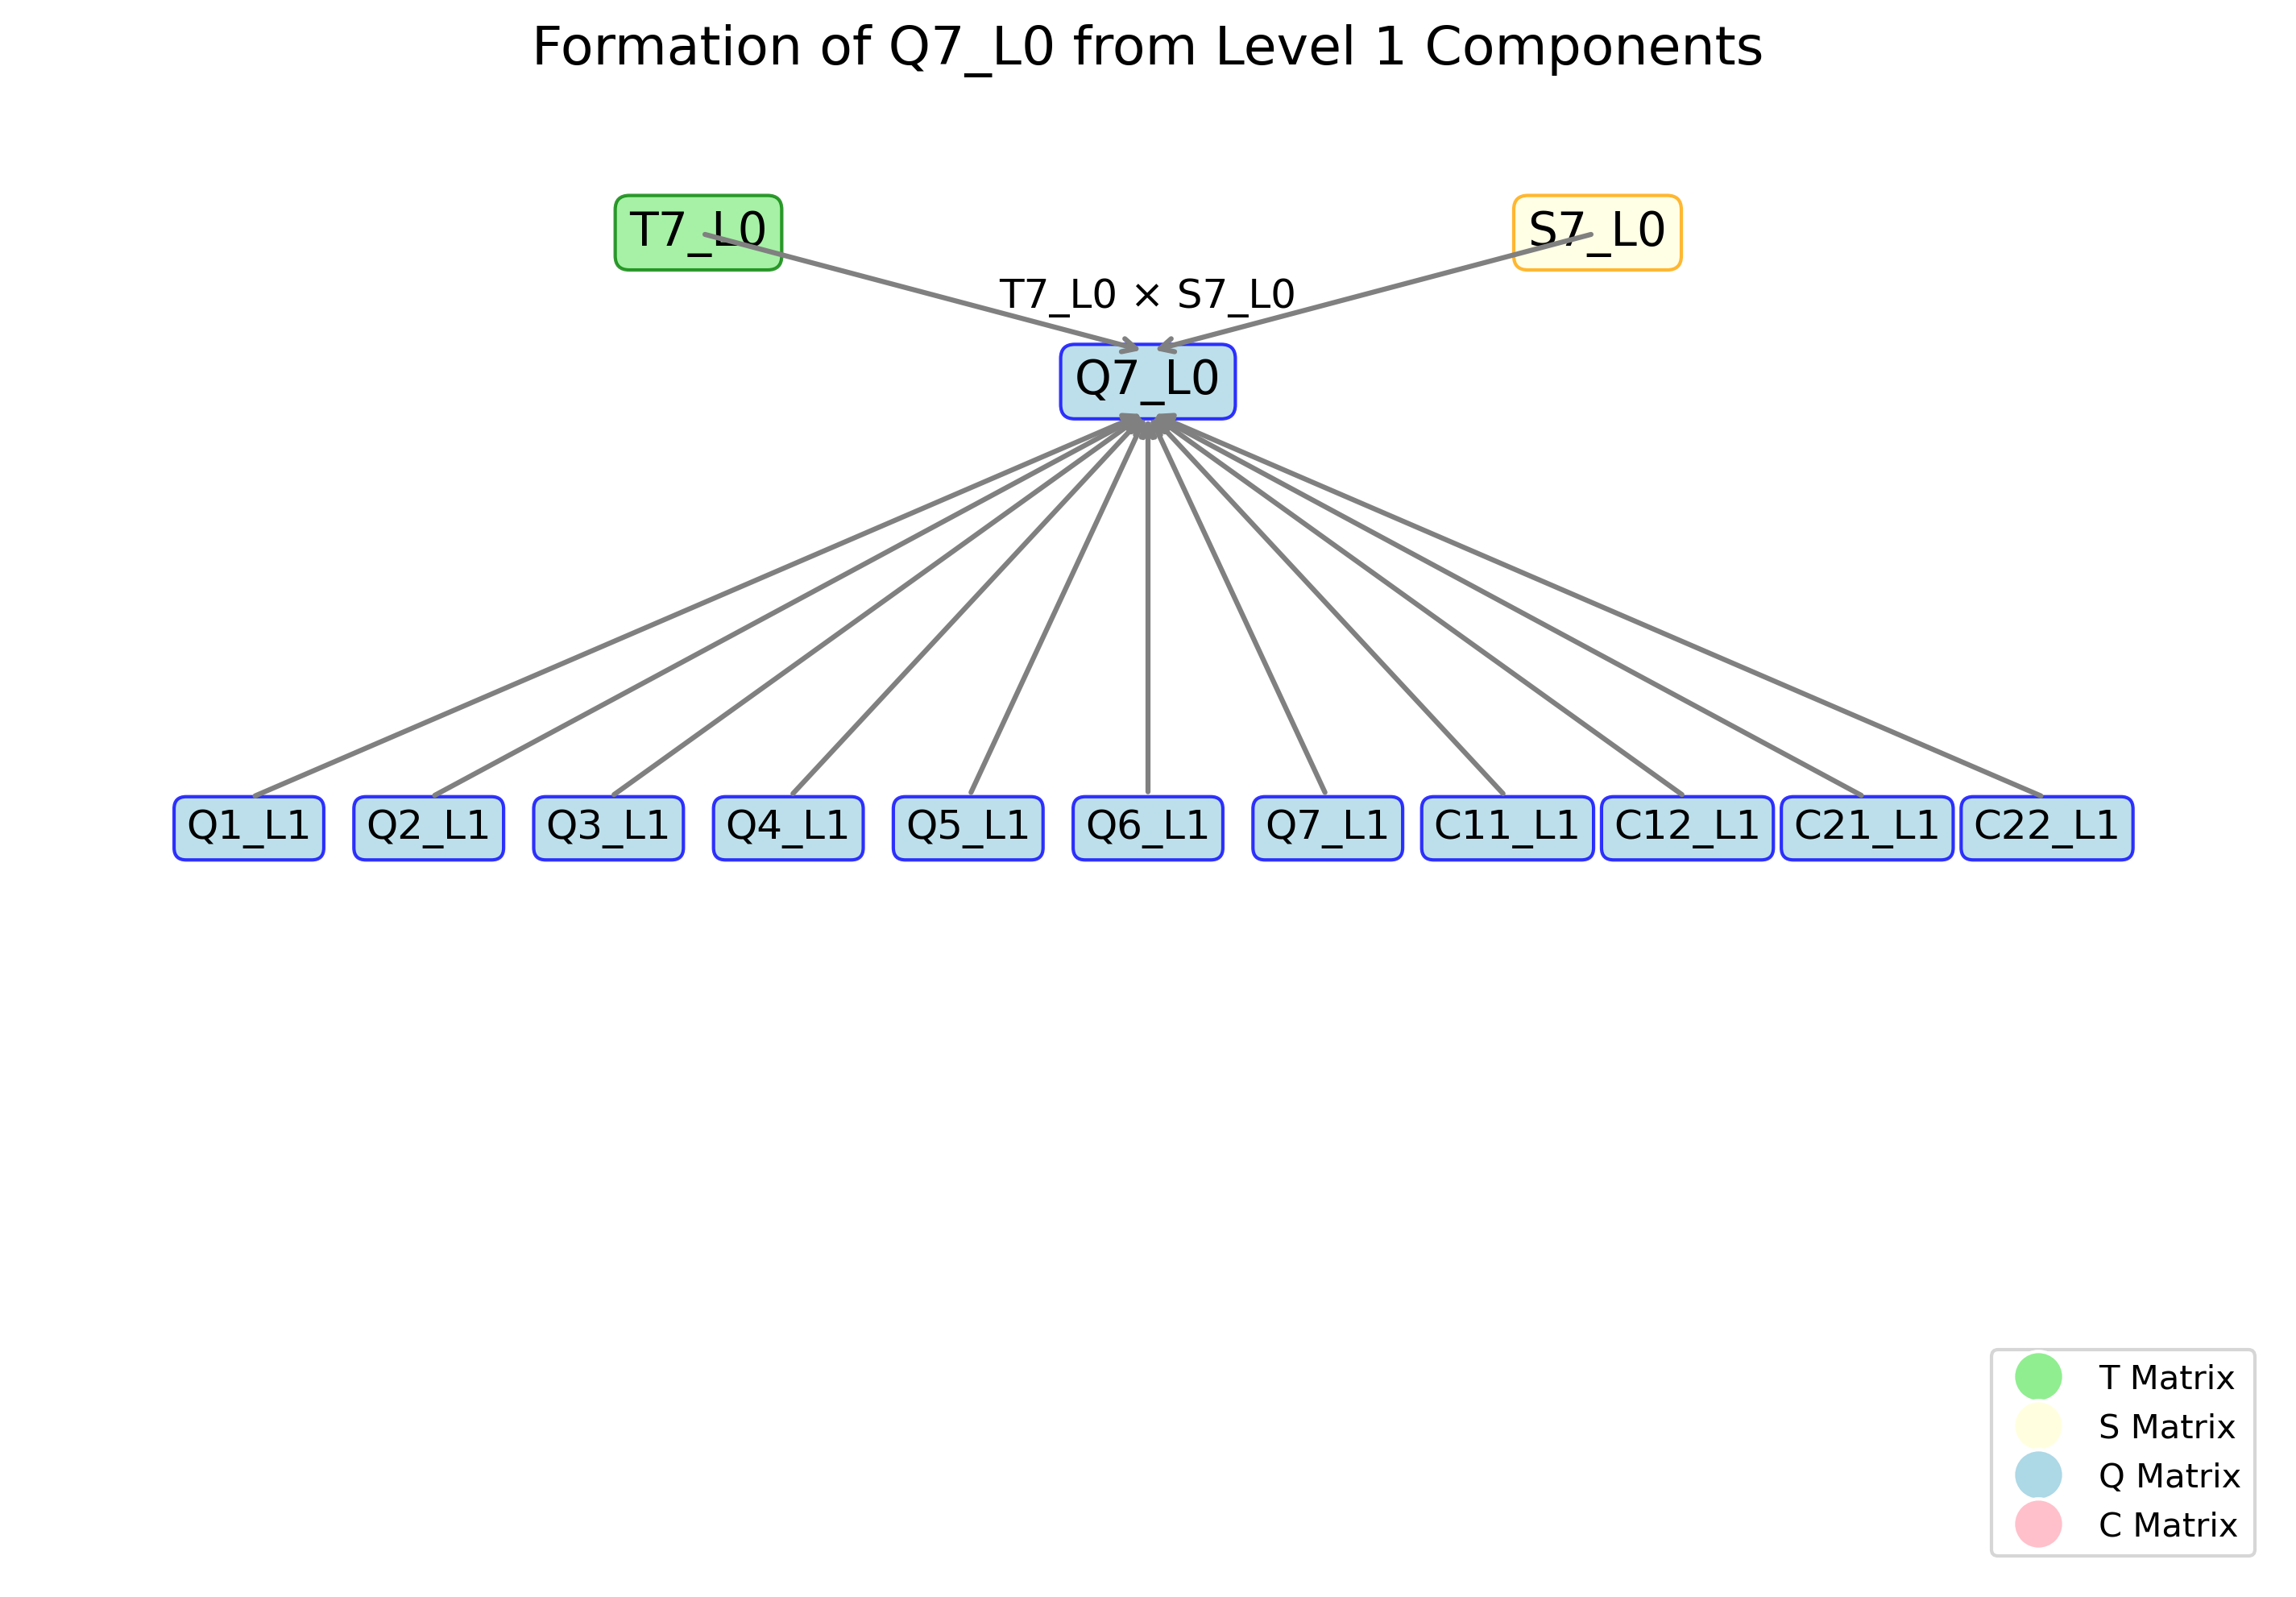 Formation of Q7_L0 from Level 1 Components
T7_L0
S7_L0
T7_L0 × S7_L0
Q7_L0
Q1_L1
Q2_L1
Q3_L1
Q4_L1
Q5_L1
Q6_L1
Q7_L1
C11_L1
C12_L1
C21_L1
C22_L1
T Matrix
S Matrix
Q Matrix
C Matrix